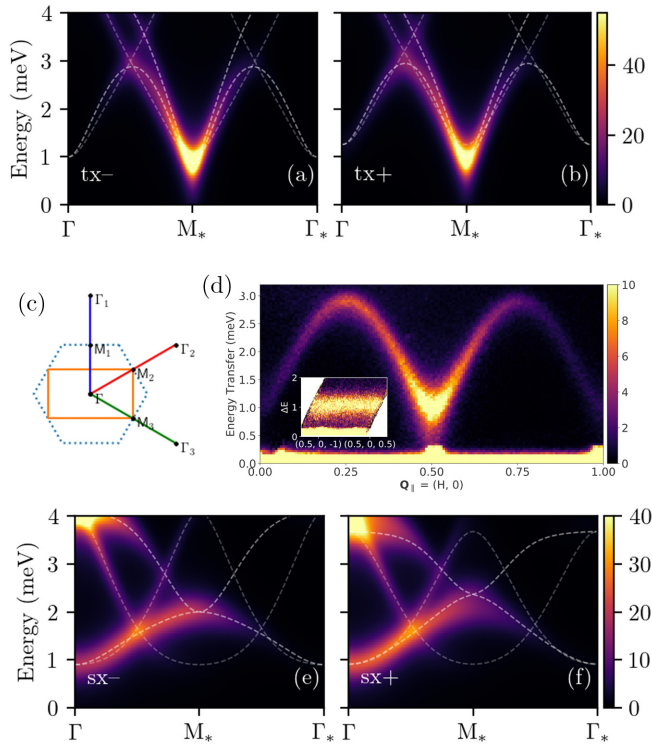 4
3
2
1
0
Energy (meV)
tx–
(a)
Γ
M*
Γ*
tx+
(b)
Γ
M*
Γ*
40
20
0
(c)
Γ1
M1
Γ2
M2
Γ
M3
Γ3
(d)
3.0
2.5
2.0
1.5
1.0
0.5
0.0
Energy Transfer (meV)
2
1
0
ΔE
(0.5, 0, -1) (0.5, 0, 0.5)
0.00
0.25
0.50
0.75
1.00
Q∥ = (H, 0)
10
8
6
4
2
0
4
3
2
1
0
Energy (meV)
sx–
(e)
Γ
M*
Γ*
sx+
(f)
Γ
M*
Γ*
40
30
20
10
0